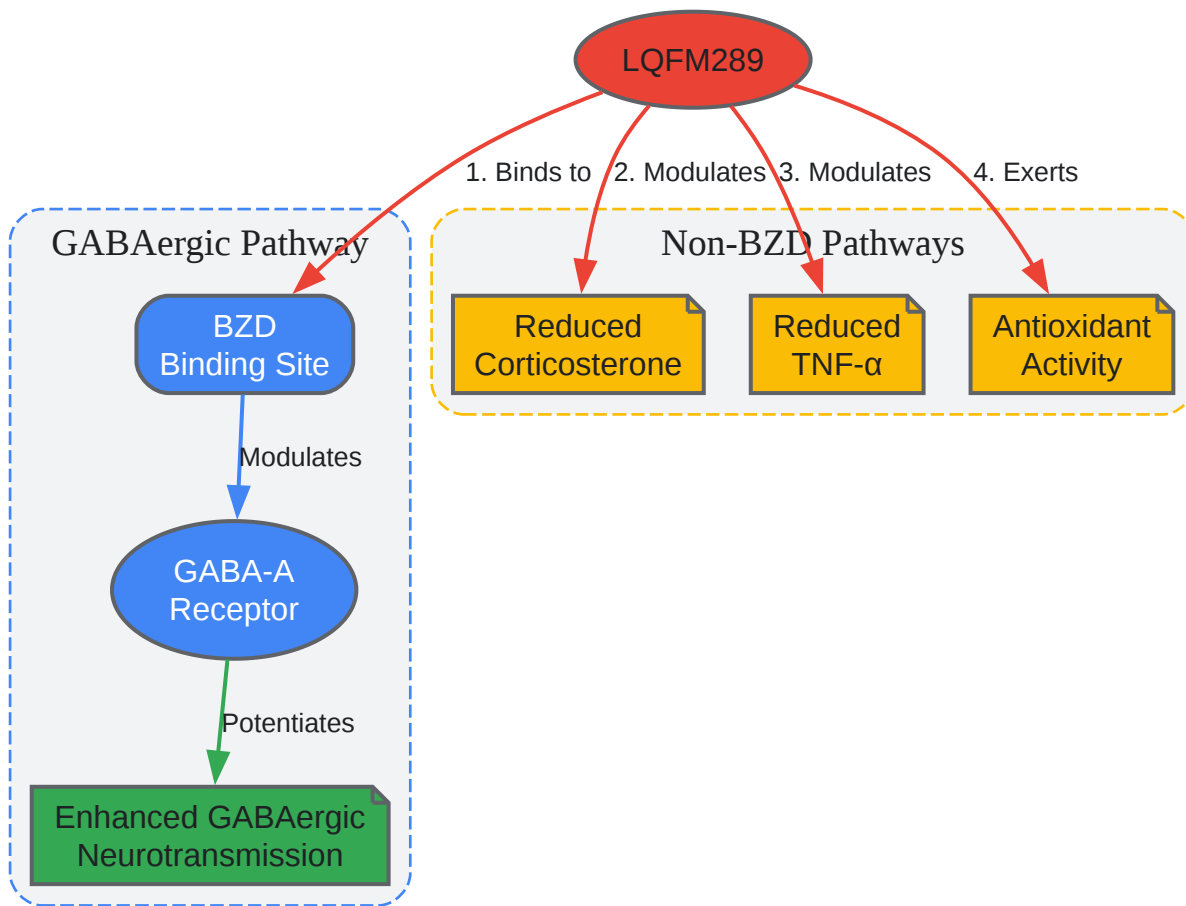 LQFM289
1. Binds to
2. Modulates
3. Modulates
4. Exerts
GABAergic Pathway
Non-BZD Pathways
BZD
Binding Site
Reduced
Corticosterone
Reduced
TNF-α
Antioxidant
Activity
Modulates
GABA-A
Receptor
Potentiates
Enhanced GABAergic
Neurotransmission